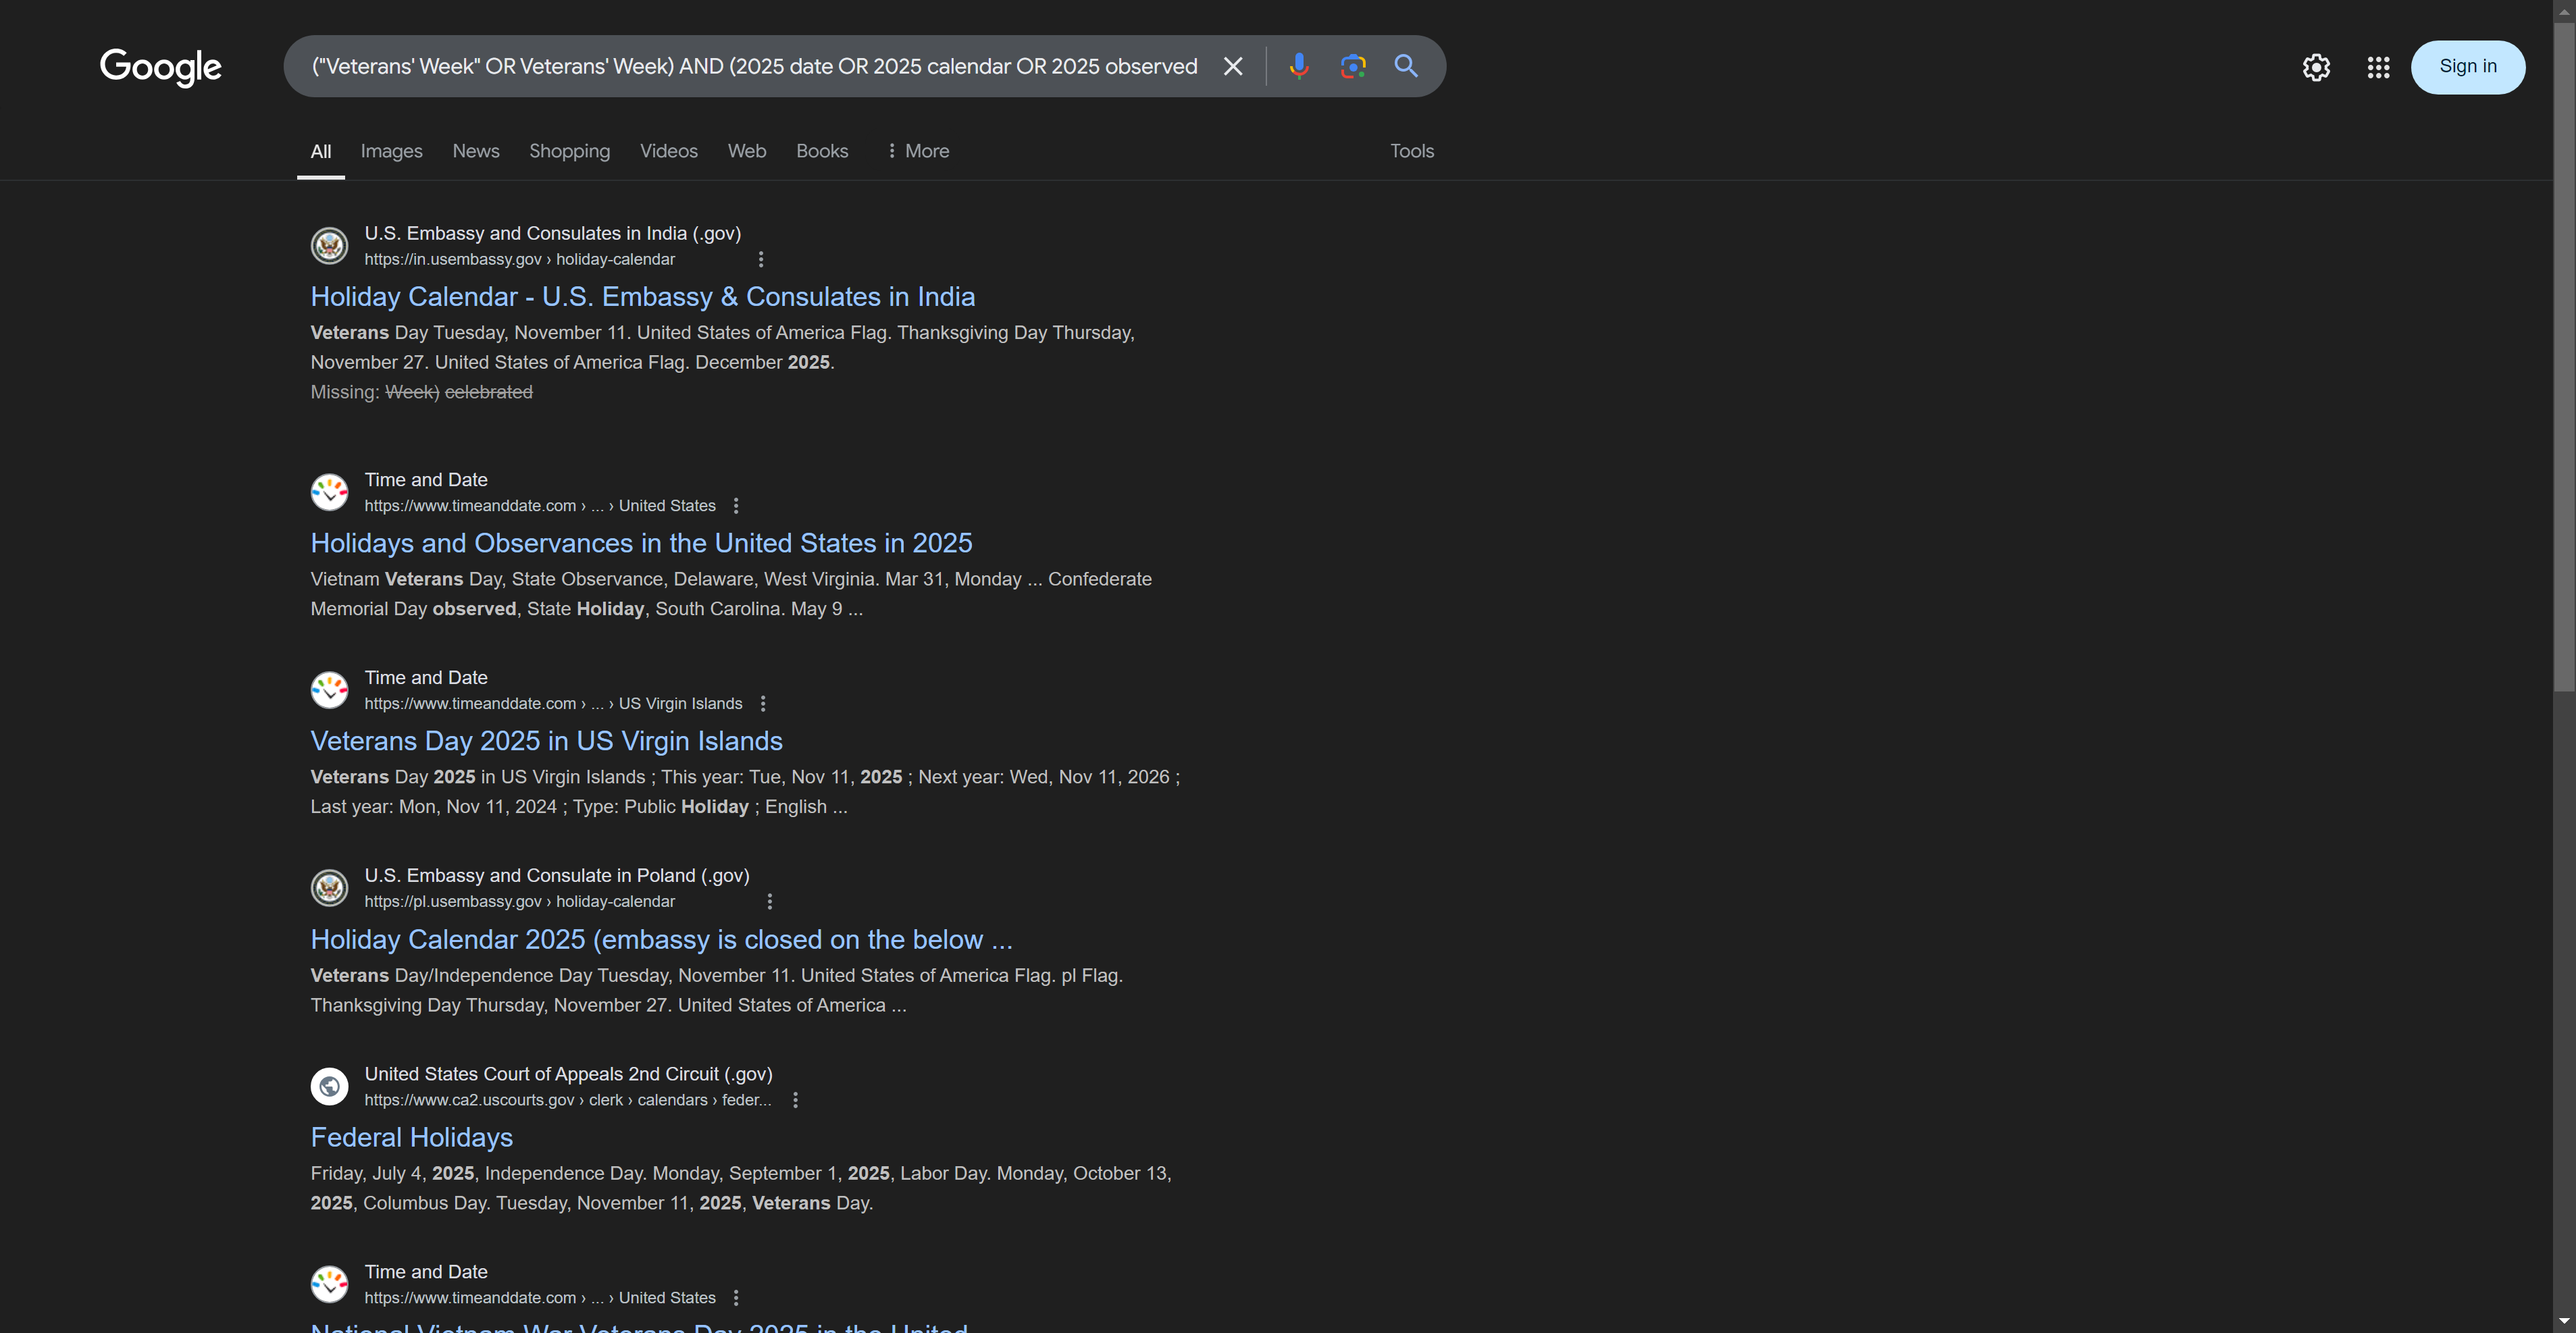 Google
("Veterans' Week" OR Veterans' Week) AND (2025 date OR 2025 calendar OR 2025 observed
Sign in
All Images News Shopping Videos Web Books More Tools
U.S. Embassy and Consulates in India (.gov)
https://in.usembassy.gov › holiday-calendar
Holiday Calendar - U.S. Embassy & Consulates in India
Veterans Day Tuesday, November 11. United States of America Flag. Thanksgiving Day Thursday,
November 27. United States of America Flag. December 2025.
Missing: Week) celebrated
Time and Date
https://www.timeanddate.com › ... › United States
Holidays and Observances in the United States in 2025
Vietnam Veterans Day, State Observance, Delaware, West Virginia. Mar 31, Monday ... Confederate
Memorial Day observed, State Holiday, South Carolina. May 9 ...
Time and Date
https://www.timeanddate.com › ... › US Virgin Islands
Veterans Day 2025 in US Virgin Islands
Veterans Day 2025 in US Virgin Islands ; This year: Tue, Nov 11, 2025 ; Next year: Wed, Nov 11, 2026 ;
Last year: Mon, Nov 11, 2024 ; Type: Public Holiday ; English ...
U.S. Embassy and Consulate in Poland (.gov)
https://pl.usembassy.gov › holiday-calendar
Holiday Calendar 2025 (embassy is closed on the below ...
Veterans Day/Independence Day Tuesday, November 11. United States of America Flag. pl Flag.
Thanksgiving Day Thursday, November 27. United States of America ...
United States Court of Appeals 2nd Circuit (.gov)
https://www.ca2.uscourts.gov › clerk › calendars › feder...
Federal Holidays
Friday, July 4, 2025, Independence Day. Monday, September 1, 2025, Labor Day. Monday, October 13,
2025, Columbus Day. Tuesday, November 11, 2025, Veterans Day.
Time and Date
https://www.timeanddate.com › ... › United States
National Vietnam War Veterans Day 2025 in the United